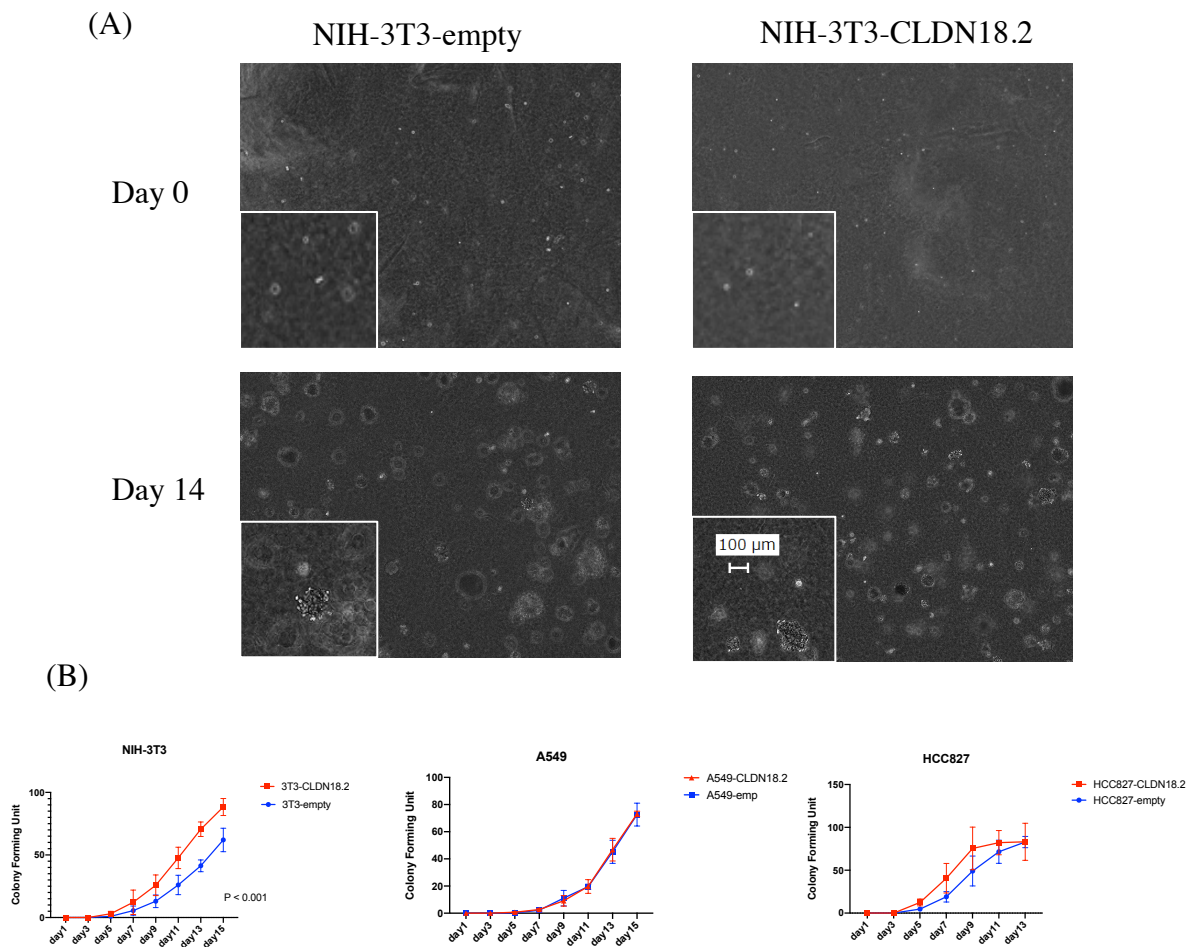 (A)
NIH-3T3-empty
NIH-3T3-CLDN18.2
Day 0
Day 14
100 µm
(B)
NIH-3T3
Colony Forming Unit
100
50
0
3T3-CLDN18.2
3T3-empty
P < 0.001
day1
day3
day5
day7
day9
day11
day13
day15
A549
Colony Forming Unit
100
80
60
40
20
0
A549-CLDN18.2
A549-emp
day1
day3
day5
day7
day9
day11
day13
day15
HCC827
Colony Forming Unit
150
100
50
0
HCC827-CLDN18.2
HCC827-empty
day1
day3
day5
day7
day9
day11
day13